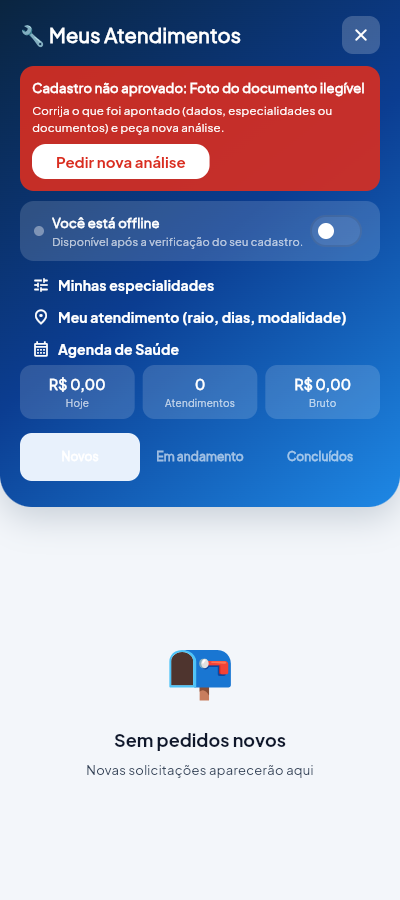 Meus Atendimentos
Cadastro não aprovado: Foto do documento ilegível
Corrija o que foi apontado (dados, especialidades ou
documentos) e peça nova análise.
Pedir nova análise
Você está offline
Disponível após a verificação do seu cadastro.
Minhas especialidades
Meu atendimento (raio, dias, modalidade)
Agenda de Saúde
R$ 0,00 0 R$ 0,00
Hoje Atendimentos Bruto
Novos Em andamento Concluídos
Sem pedidos novos
Novas solicitações aparecerão aqui